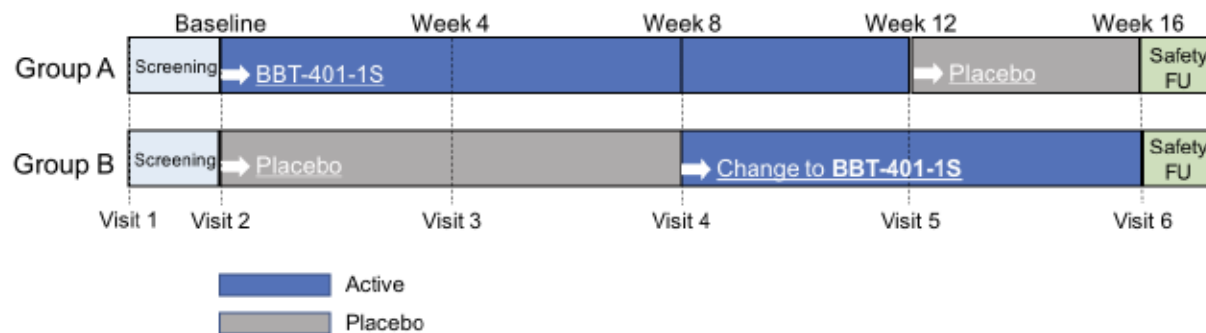 Baseline Week 4 Week 8 Week 12 Week 16
Group A Screening BBT-401-1S Placebo Safety
FU
Group B Screening Placebo Change to BBT-401-1S Safety
FU
Visit 1 Visit 2 Visit 3 Visit 4 Visit 5 Visit 6
Active
Placebo